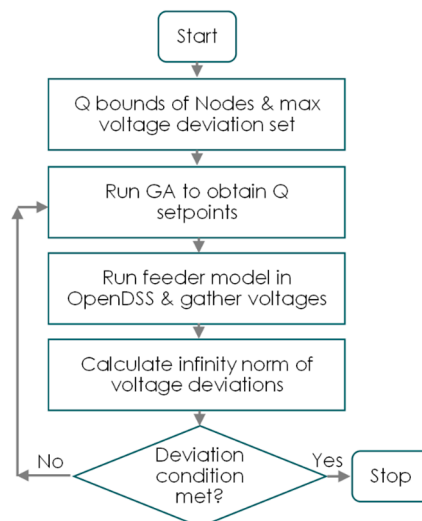 Start
Q bounds of Nodes & max
voltage deviation set
Run GA to obtain Q
setpoints
Run feeder model in
OpenDSS & gather voltages
Calculate infinity norm of
voltage deviations
Deviation
condition
met?
No
Yes
Stop